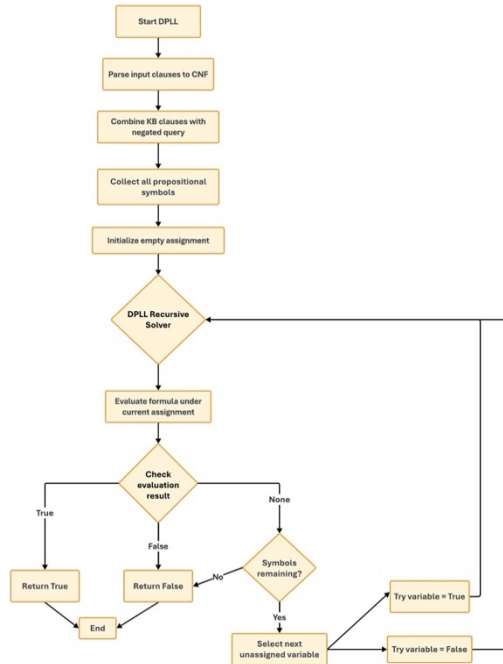 Start DPLL
Parse input clauses to CNF
Combine KB clauses with
negated query
Collect all propositional
symbols
Initialize empty assignment
DPLL Recursive
Solver
Evaluate formula under
current assignment
Check
evaluation
result
True
False
None
Symbols
remaining?
No
Yes
Return True
Return False
End
Select next
unassigned variable
Try variable = True
Try variable = False